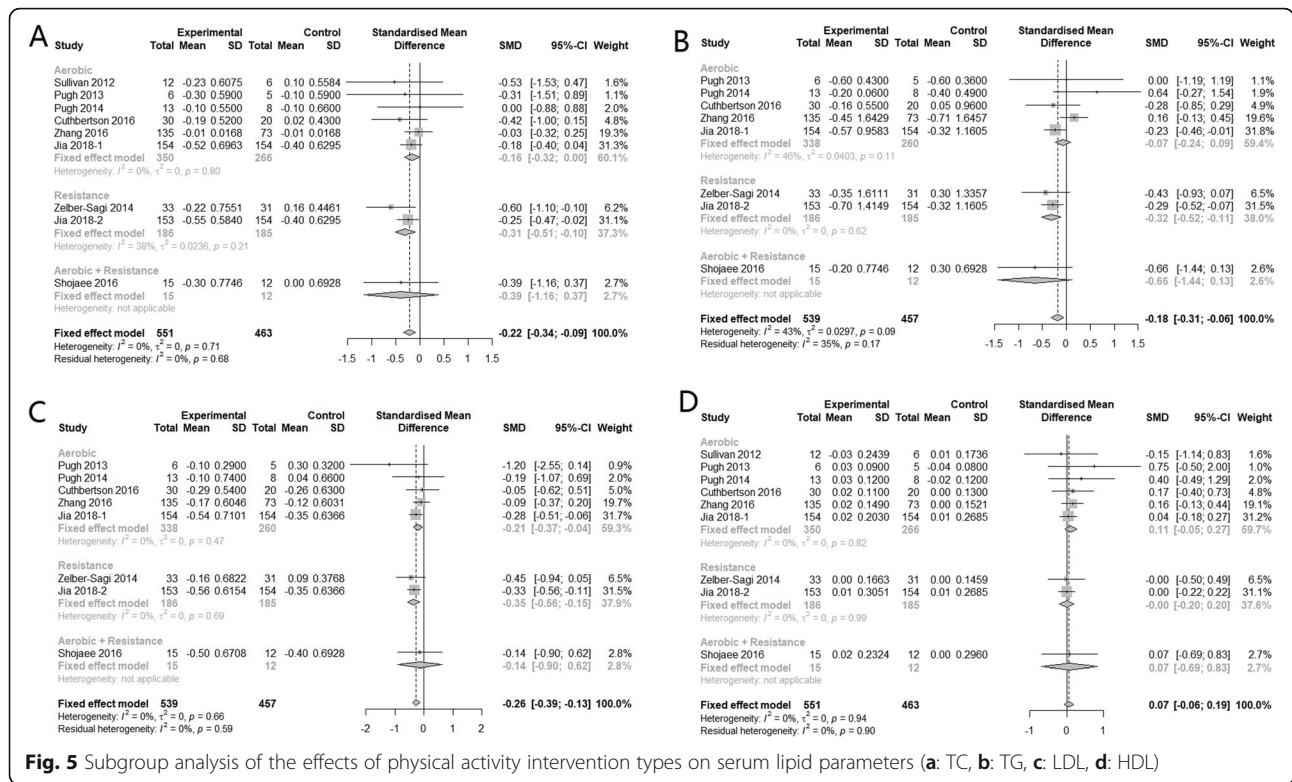 A
Experimental Control Standardised Mean
Study Total Mean SD Total Mean SD Difference SMD 95%-CI Weight
Aerobic
Sullivan 2012 12 -0.23 0.6075 6 0.10 0.5584 -0.53 [-1.53; 0.47] 1.6%
Pugh 2013 6 -0.30 0.5900 5 -0.10 0.5900 -0.31 [-1.51; 0.89] 1.1%
Pugh 2014 13 -0.10 0.5500 8 -0.10 0.6600 0.00 [-0.88; 0.88] 2.0%
Cuthbertson 2016 30 -0.19 0.5200 20 0.02 0.4300 -0.42 [-1.00; 0.15] 4.8%
Zhang 2016 135 -0.01 0.0168 73 -0.01 0.0168 -0.03 [-0.32; 0.25] 19.3%
Jia 2018-1 154 -0.52 0.6963 154 -0.40 0.6295 -0.18 [-0.40; 0.04] 31.3%
Fixed effect model 350 266 -0.16 [-0.32; 0.00] 60.1%
Heterogeneity: I² = 0%, τ² = 0, p = 0.80
Resistance
Zelber-Sagi 2014 33 -0.22 0.7551 31 0.16 0.4461 -0.60 [-1.10; -0.10] 6.2%
Jia 2018-2 153 -0.55 0.5840 154 -0.40 0.6295 -0.25 [-0.47; -0.02] 31.1%
Fixed effect model 186 185 -0.31 [-0.51; -0.10] 37.3%
Heterogeneity: I² = 38%, τ² = 0.0236, p = 0.21
Aerobic + Resistance
Shojaee 2016 15 -0.30 0.7746 12 0.00 0.6928 -0.39 [-1.16; 0.37] 2.7%
Fixed effect model 15 12 -0.39 [-1.16; 0.37] 2.7%
Heterogeneity: not applicable
Fixed effect model 551 463 -0.22 [-0.34; -0.09] 100.0%
Heterogeneity: I² = 0%, τ² = 0, p = 0.71
Residual heterogeneity: I² = 0%, p = 0.68
-1.5 -1 -0.5 0 0.5 1 1.5
B
Experimental Control Standardised Mean
Study Total Mean SD Total Mean SD Difference SMD 95%-CI Weight
Aerobic
Pugh 2013 6 -0.60 0.4300 5 -0.60 0.3600 0.00 [-1.19; 1.19] 1.1%
Pugh 2014 13 -0.20 0.0600 8 -0.40 0.4900 0.64 [-0.27; 1.54] 1.9%
Cuthbertson 2016 30 -0.16 0.5500 20 0.05 0.9600 -0.28 [-0.85; 0.29] 4.9%
Zhang 2016 135 -0.45 1.6429 73 -0.71 1.6457 0.16 [-0.13; 0.45] 19.6%
Jia 2018-1 154 -0.57 0.9583 154 -0.32 1.1605 -0.23 [-0.46; -0.01] 31.8%
Fixed effect model 338 260 -0.07 [-0.24; 0.09] 59.4%
Heterogeneity: I² = 46%, τ² = 0.0403, p = 0.11
Resistance
Zelber-Sagi 2014 33 -0.35 1.6111 31 0.30 1.3357 -0.43 [-0.93; 0.07] 6.5%
Jia 2018-2 153 -0.70 1.4149 154 -0.32 1.1605 -0.29 [-0.52; -0.07] 31.5%
Fixed effect model 186 185 -0.32 [-0.52; -0.11] 38.0%
Heterogeneity: I² = 0%, τ² = 0, p = 0.62
Aerobic + Resistance
Shojaee 2016 15 -0.20 0.7746 12 0.30 0.6928 -0.66 [-1.44; 0.13] 2.6%
Fixed effect model 15 12 -0.66 [-1.44; 0.13] 2.6%
Heterogeneity: not applicable
Fixed effect model 539 457 -0.18 [-0.31; -0.06] 100.0%
Heterogeneity: I² = 43%, τ² = 0.0297, p = 0.09
Residual heterogeneity: I² = 35%, p = 0.17
-1.5 -1 -0.5 0 0.5 1 1.5
C
Experimental Control Standardised Mean
Study Total Mean SD Total Mean SD Difference SMD 95%-CI Weight
Aerobic
Pugh 2013 6 -0.10 0.2900 5 0.30 0.3200 -1.20 [-2.55; 0.14] 0.9%
Pugh 2014 13 -0.10 0.7400 8 0.04 0.6600 -0.19 [-1.07; 0.69] 2.1%
Cuthbertson 2016 30 -0.29 0.5400 20 -0.26 0.6300 -0.05 [-0.62; 0.51] 5.0%
Zhang 2016 135 -0.17 0.6046 73 -0.12 0.6031 -0.09 [-0.37; 0.20] 19.7%
Jia 2018-1 154 -0.54 0.7101 154 -0.35 0.6366 -0.28 [-0.51; -0.06] 31.7%
Fixed effect model 338 260 -0.21 [-0.37; -0.04] 59.3%
Heterogeneity: I² = 0%, τ² = 0, p = 0.47
Resistance
Zelber-Sagi 2014 33 -0.16 0.6822 31 0.09 0.3768 -0.45 [-0.94; 0.05] 6.5%
Jia 2018-2 153 -0.56 0.6154 154 -0.35 0.6366 -0.33 [-0.56; -0.11] 31.5%
Fixed effect model 186 185 -0.35 [-0.56; -0.15] 37.9%
Heterogeneity: I² = 0%, τ² = 0, p = 0.69
Aerobic + Resistance
Shojaee 2016 15 -0.50 0.6708 12 -0.40 0.6928 -0.14 [-0.90; 0.62] 2.8%
Fixed effect model 15 12 -0.14 [-0.90; 0.62] 2.8%
Heterogeneity: not applicable
Fixed effect model 539 457 -0.26 [-0.39; -0.13] 100.0%
Heterogeneity: I² = 0%, τ² = 0, p = 0.66
Residual heterogeneity: I² = 0%, p = 0.59
-2 -1 0 1 2
D
Experimental Control Standardised Mean
Study Total Mean SD Total Mean SD Difference SMD 95%-CI Weight
Aerobic
Sullivan 2012 12 -0.03 0.2439 6 0.01 0.1736 -0.15 [-1.14; 0.83] 1.6%
Pugh 2013 6 0.03 0.0900 5 -0.04 0.0800 0.75 [-0.50; 2.00] 1.0%
Pugh 2014 13 0.03 0.1200 8 -0.02 0.1200 0.40 [-0.49; 1.29] 2.0%
Cuthbertson 2016 30 0.02 0.1100 20 0.00 0.1300 0.17 [-0.40; 0.73] 4.8%
Zhang 2016 135 0.02 0.1490 73 0.00 0.1521 0.16 [-0.13; 0.44] 19.1%
Jia 2018-1 154 0.02 0.2030 154 0.01 0.2685 0.04 [-0.18; 0.27] 31.2%
Fixed effect model 350 266 0.11 [-0.05; 0.27] 59.7%
Heterogeneity: I² = 0%, τ² = 0, p = 0.82
Resistance
Zelber-Sagi 2014 33 0.00 0.1663 31 0.00 0.1459 -0.00 [-0.50; 0.49] 6.5%
Jia 2018-2 153 0.01 0.3051 154 0.01 0.2685 0.00 [-0.22; 0.22] 31.1%
Fixed effect model 186 185 -0.00 [-0.20; 0.20] 37.6%
Heterogeneity: I² = 0%, τ² = 0, p = 0.99
Aerobic + Resistance
Shojaee 2016 15 0.02 0.2324 12 0.00 0.2960 0.07 [-0.69; 0.83] 2.7%
Fixed effect model 15 12 0.07 [-0.69; 0.83] 2.7%
Heterogeneity: not applicable
Fixed effect model 551 463 0.07 [-0.06; 0.19] 100.0%
Heterogeneity: I² = 0%, τ² = 0, p = 0.94
Residual heterogeneity: I² = 0%, p = 0.90
-1 0 1
Fig. 5 Subgroup analysis of the effects of physical activity intervention types on serum lipid parameters (a: TC, b: TG, c: LDL, d: HDL)